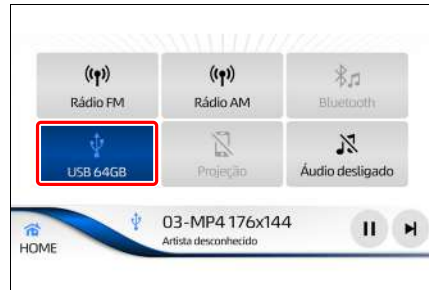 Rádio FM
Rádio AM
Bluetooth
USB 64GB
Projeção
Áudio desligado
03-MP4 176x144
Artista desconhecido
HOME